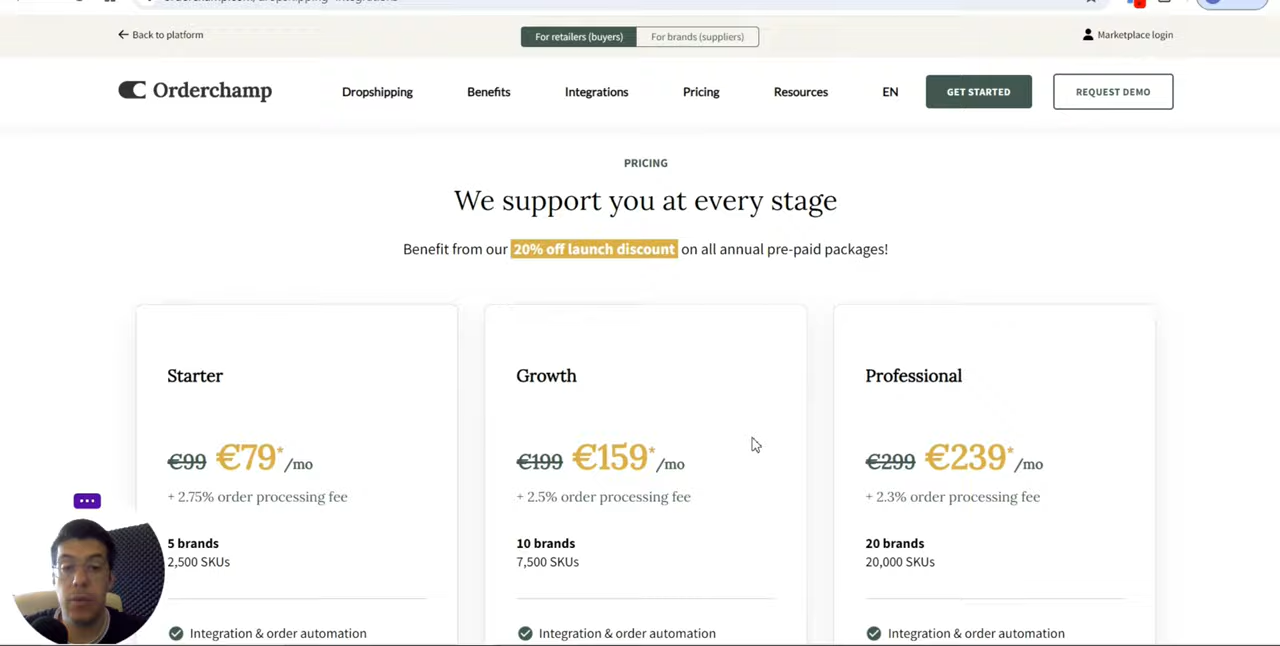 Back to platform
For retailers (buyers)
For brands (suppliers)
Marketplace login
Orderchamp
Dropshipping
Benefits
Integrations
Pricing
Resources
EN
GET STARTED
REQUEST DEMO
PRICING
We support you at every stage
Benefit from our 20% off launch discount on all annual pre-paid packages!
Starter
€99 €79*/mo
+ 2.75% order processing fee
5 brands
2,500 SKUs
Integration & order automation
Growth
€199 €159*/mo
+ 2.5% order processing fee
10 brands
7,500 SKUs
Integration & order automation
Professional
€299 €239*/mo
+ 2.3% order processing fee
20 brands
20,000 SKUs
Integration & order automation